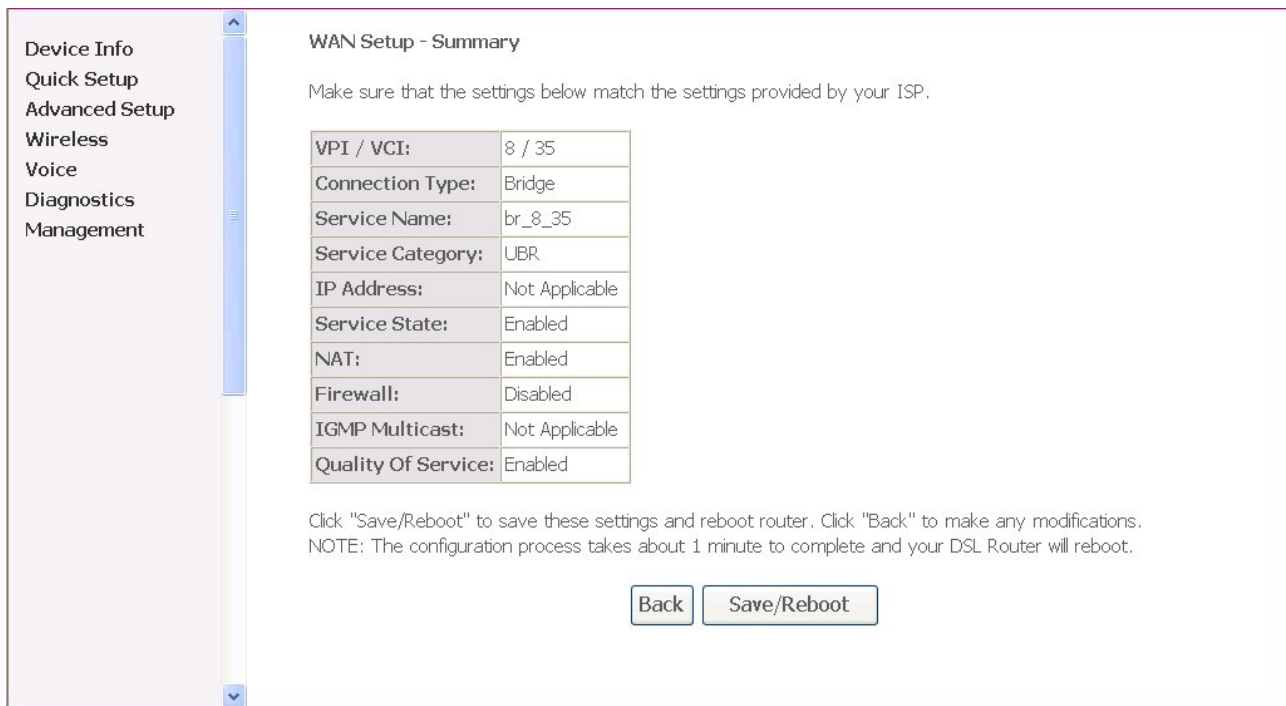 Device Info
Quick Setup
Advanced Setup
Wireless
Voice
Diagnostics
Management
WAN Setup - Summary
Make sure that the settings below match the settings provided by your ISP.
VPI / VCI: 8 / 35
Connection Type: Bridge
Service Name: br_8_35
Service Category: UBR
IP Address: Not Applicable
Service State: Enabled
NAT: Enabled
Firewall: Disabled
IGMP Multicast: Not Applicable
Quality Of Service: Enabled
Click "Save/Reboot" to save these settings and reboot router. Click "Back" to make any modifications.
NOTE: The configuration process takes about 1 minute to complete and your DSL Router will reboot.
Back Save/Reboot